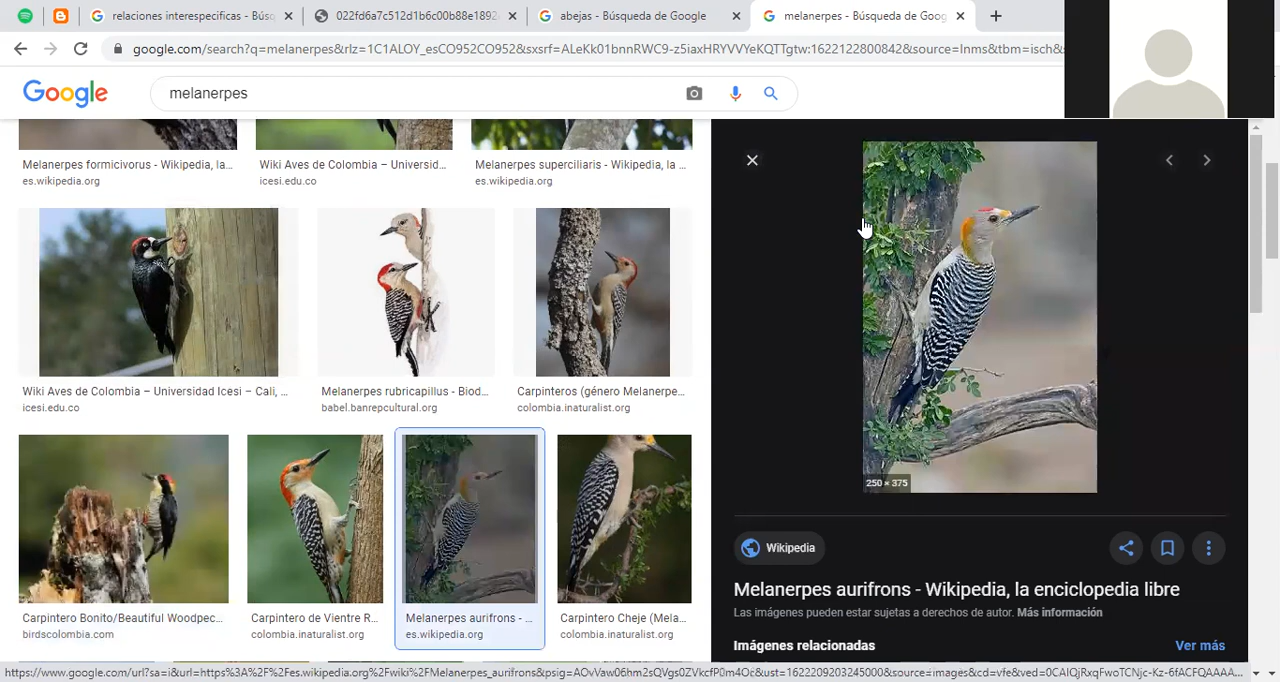 relaciones interespecificas - Búsq
022fd6a7c512d1b6c00b88e1892
abejas - Búsqueda de Google
melanerpes - Búsqueda de Goog
google.com/search?q=melanerpes&rlz=1C1ALOY_esCO952CO952&sxsrf=ALeKk01bnnRWC9-z5iaxHRYVVYeKQTTgtw:1622122800842&source=lnms&tbm=isch&
Google
melanerpes
Melanerpes formicivorus - Wikipedia, la...
es.wikipedia.org
Wiki Aves de Colombia – Universid...
icesi.edu.co
Melanerpes superciliaris - Wikipedia, la ...
es.wikipedia.org
Wiki Aves de Colombia – Universidad Icesi – Cali, ...
icesi.edu.co
Melanerpes rubricapillus - Biod...
babel.banrepcultural.org
Carpinteros (género Melanerpe...
colombia.inaturalist.org
Carpintero Bonito/Beautiful Woodpec...
birdscolombia.com
Carpintero de Vientre R...
colombia.inaturalist.org
Melanerpes aurifrons - ...
es.wikipedia.org
Carpintero Cheje (Mela...
colombia.inaturalist.org
250 × 375
Wikipedia
Melanerpes aurifrons - Wikipedia, la enciclopedia libre
Las imágenes pueden estar sujetas a derechos de autor. Más información
Imágenes relacionadas
Ver más
https://www.google.com/url?sa=i&url=https%3A%2F%2Fes.wikipedia.org%2Fwiki%2FMelanerpes_aurifrons&psig=AOvVaw06hm2sQVgs0ZVkcfP0m4Oc&ust=1622209203245000&source=images&cd=vfe&ved=0CAIQjRxqFwoTCNjc-Kz-6fACFQAAAA...